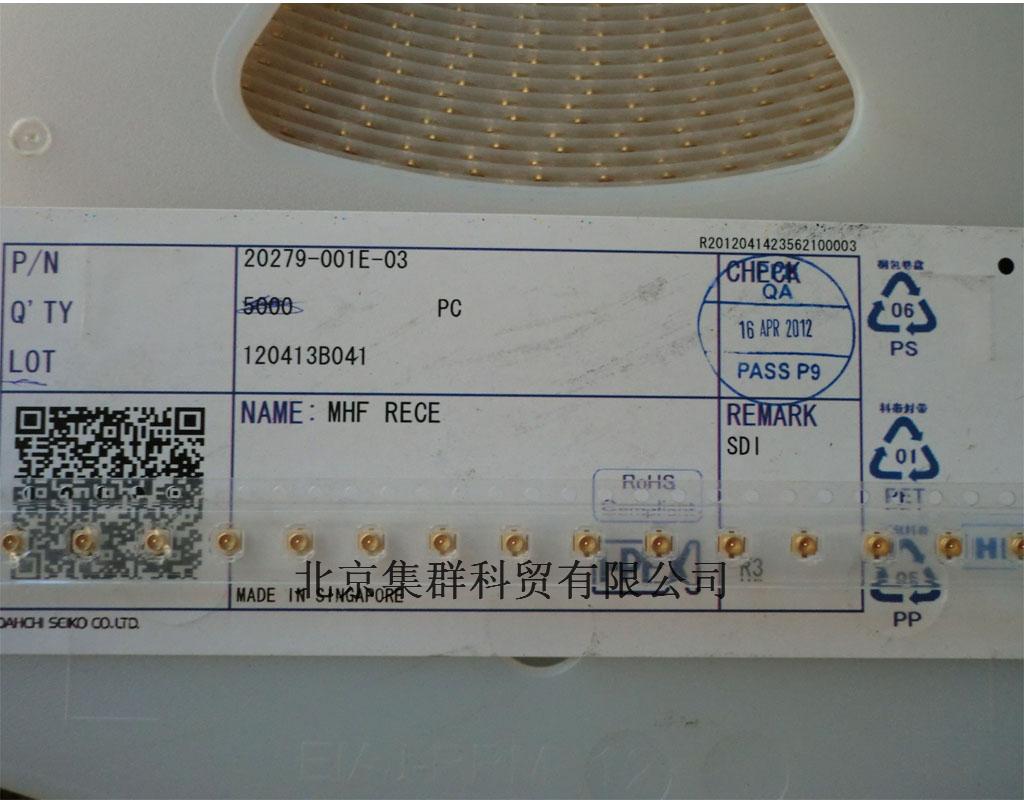 R2012041423562100003
P/N 20279-001E-03
CHECK
QA
Q'TY 5000 PC
16 APR 2012
PASS P9
LOT 120413B041
06
PS
NAME: MHF RECE
REMARK
SDI
01
PET
RoHS
Compliant
HI
R3
北京集群科贸有限公司
MADE IN SINGAPORE
PP
DAIICHI SEIKO CO.LTD.